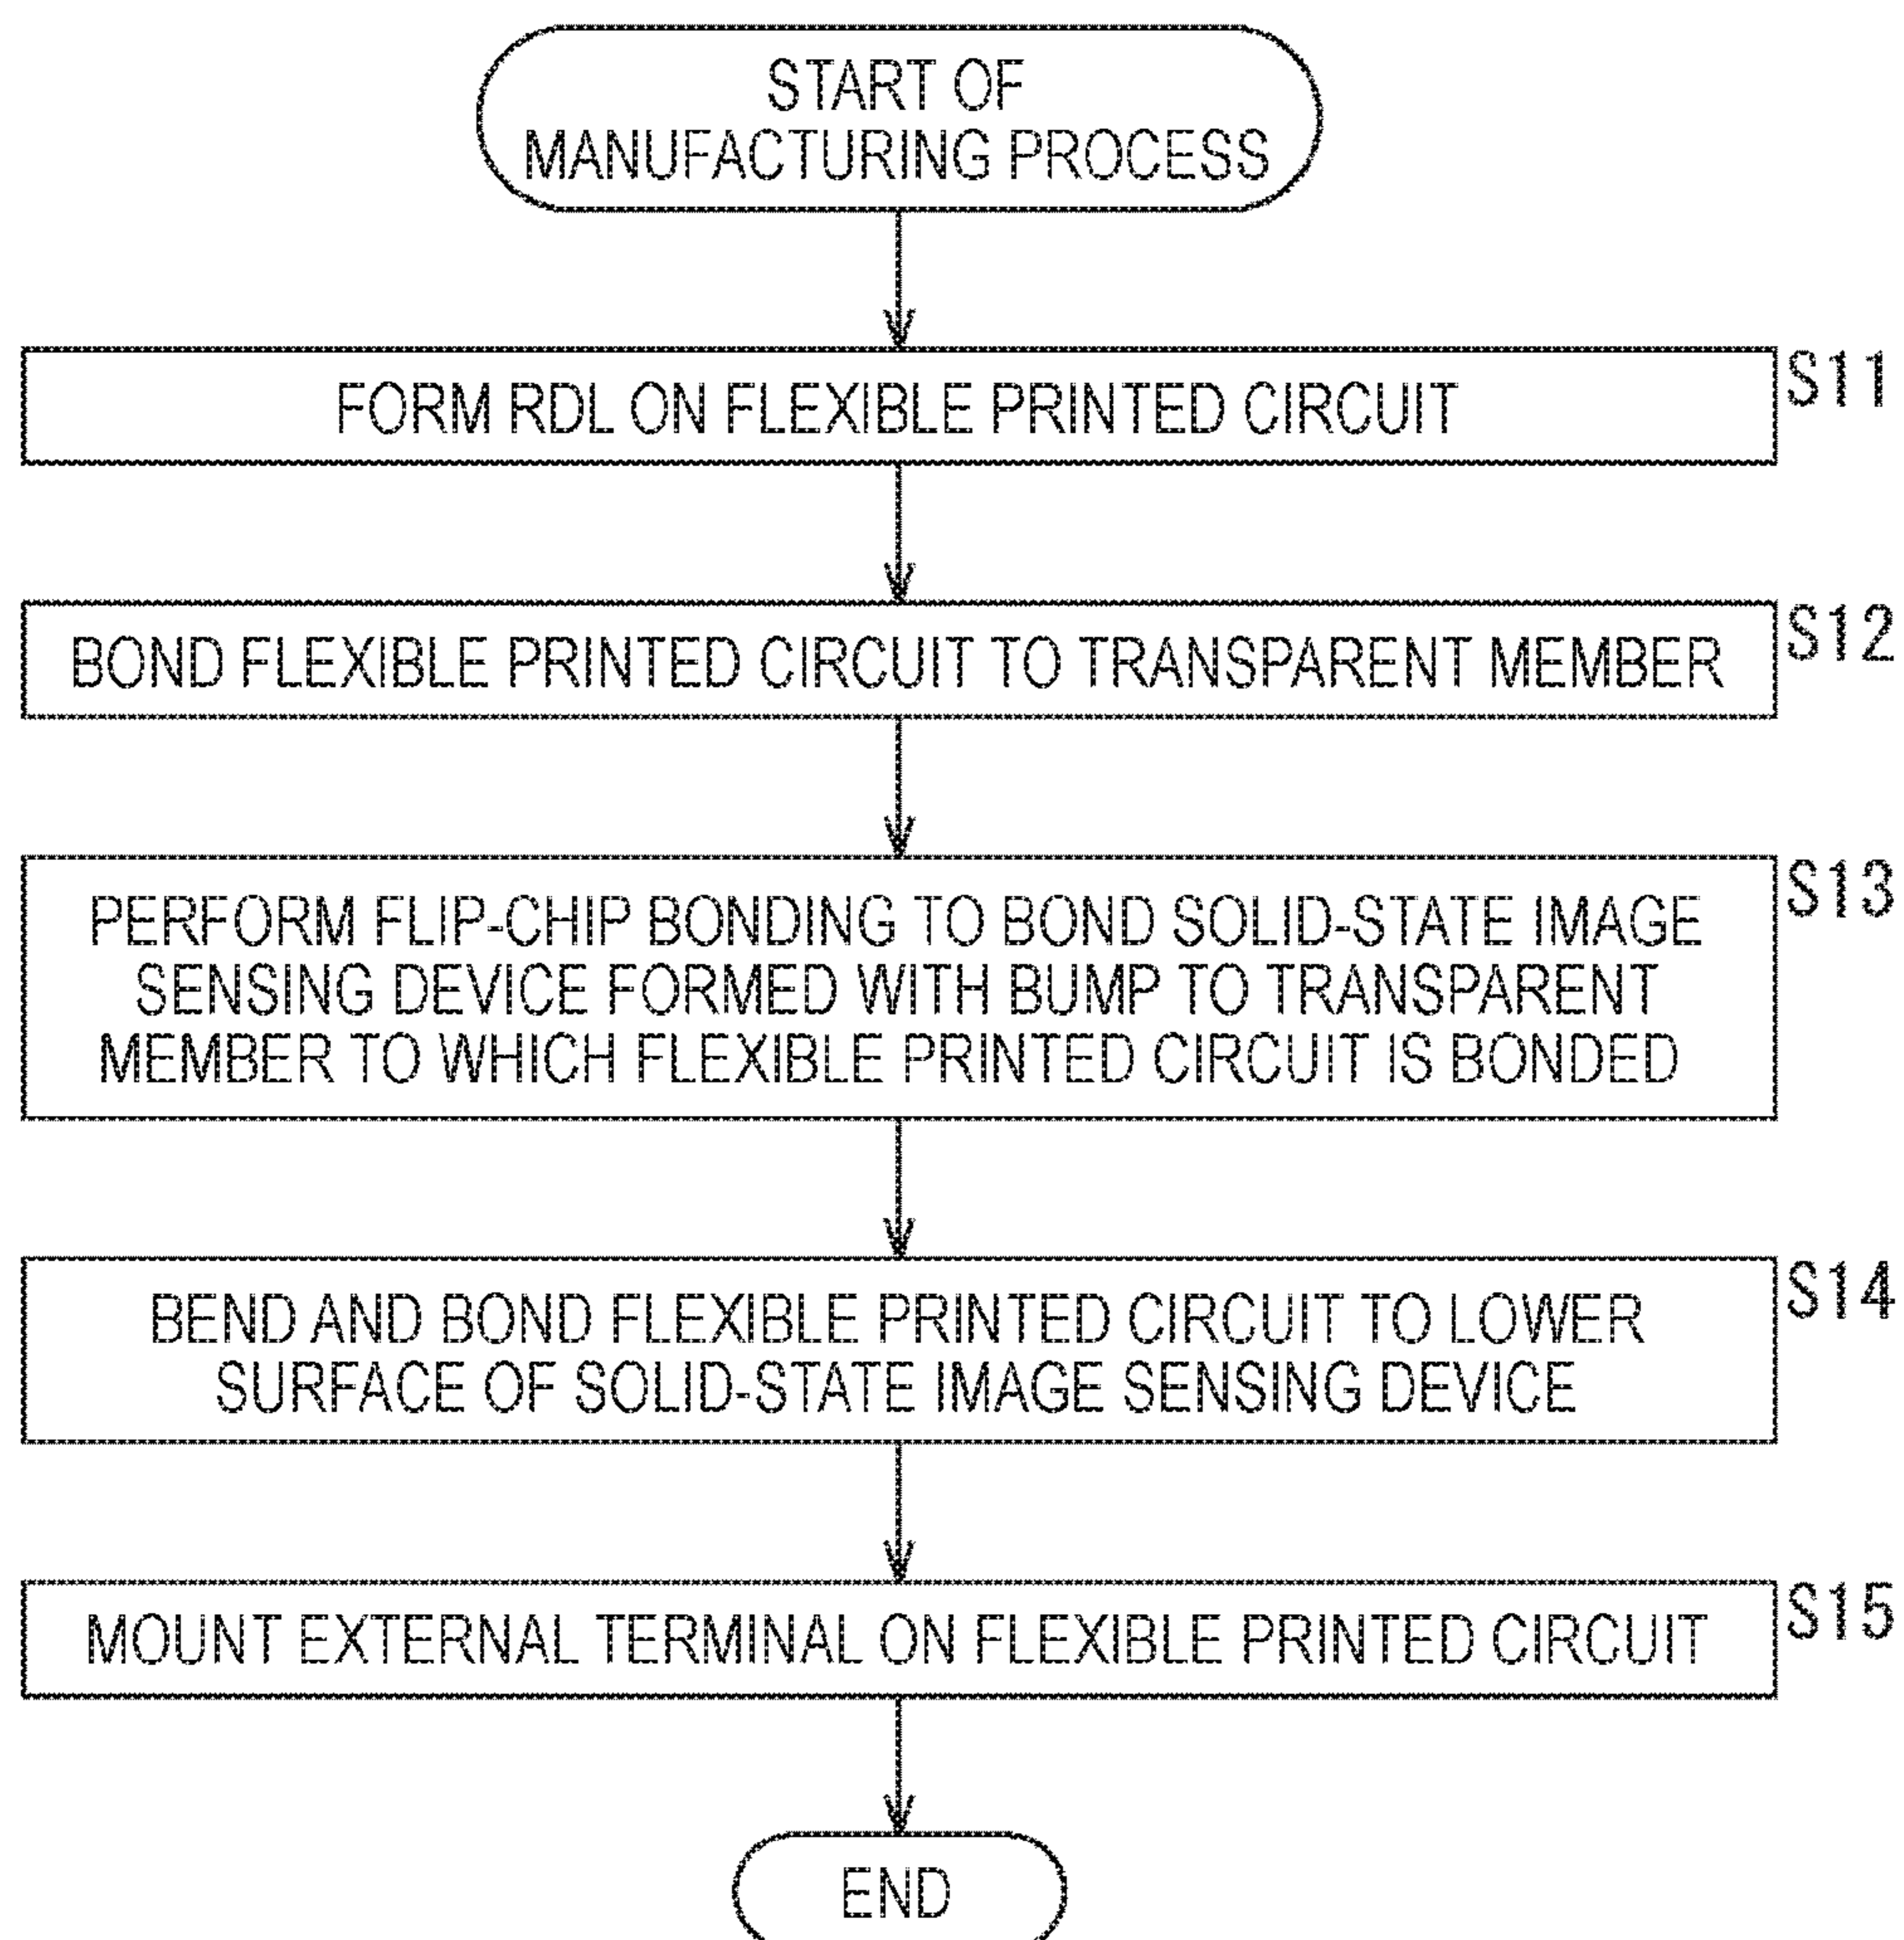 START OF
MANUFACTURING PROCESS
FORM RDL ON FLEXIBLE PRINTED CIRCUIT
S11
BOND FLEXIBLE PRINTED CIRCUIT TO TRANSPARENT MEMBER
S12
PERFORM FLIP-CHIP BONDING TO BOND SOLID-STATE IMAGE
SENSING DEVICE FORMED WITH BUMP TO TRANSPARENT
MEMBER TO WHICH FLEXIBLE PRINTED CIRCUIT IS BONDED
S13
BEND AND BOND FLEXIBLE PRINTED CIRCUIT TO LOWER
SURFACE OF SOLID-STATE IMAGE SENSING DEVICE
S14
MOUNT EXTERNAL TERMINAL ON FLEXIBLE PRINTED CIRCUIT
S15
END